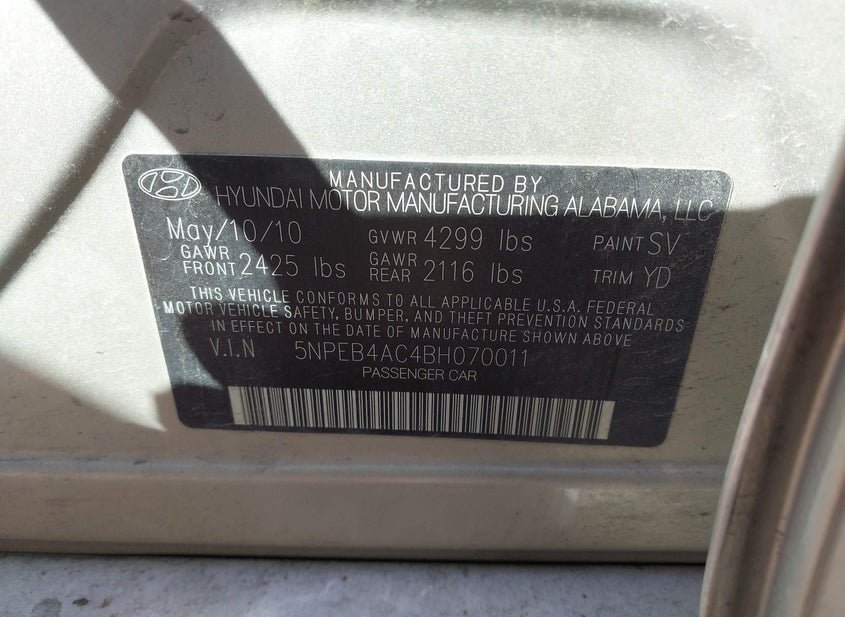 MANUFACTURED BY
HYUNDAI MOTOR MANUFACTURING ALABAMA, LLC
May/10/10 GVWR 4299 lbs PAINT SV
GAWR FRONT 2425 lbs GAWR REAR 2116 lbs TRIM YD
THIS VEHICLE CONFORMS TO ALL APPLICABLE U.S.A. FEDERAL
MOTOR VEHICLE SAFETY, BUMPER, AND THEFT PREVENTION STANDARDS
IN EFFECT ON THE DATE OF MANUFACTURE SHOWN ABOVE
V.I.N 5NPEB4AC4BH070011
PASSENGER CAR